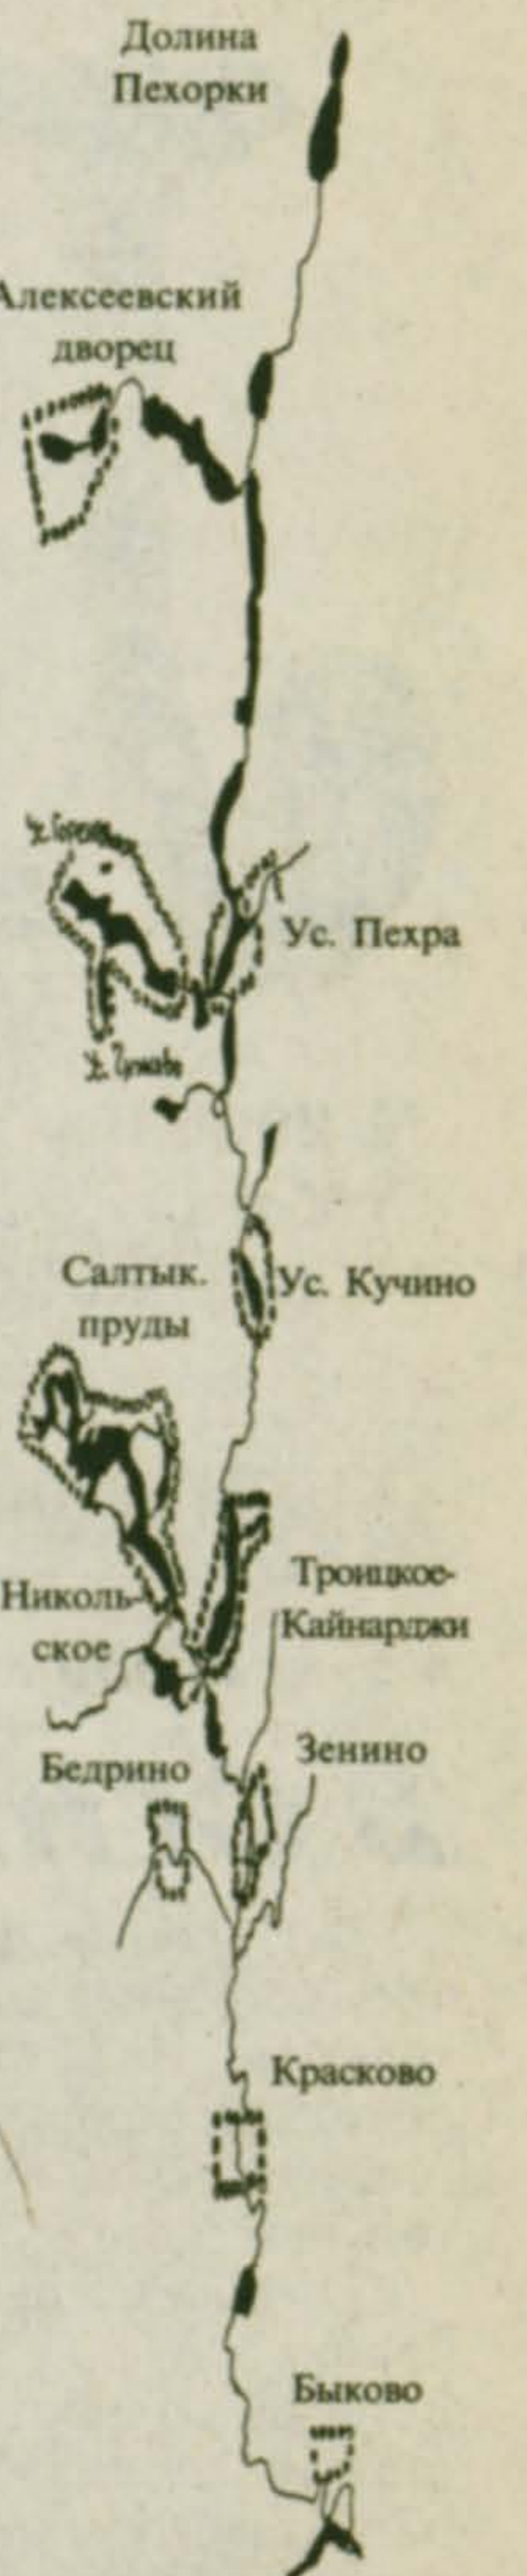 Долина
Пехорки
Алексеевский
дворец
Ус. Пехра
Салтык.
пруды
Ус. Кучино
Николь-
ское
Троицкое-
Кайнарджи
Бедрино
Зенино
Красково
Быково